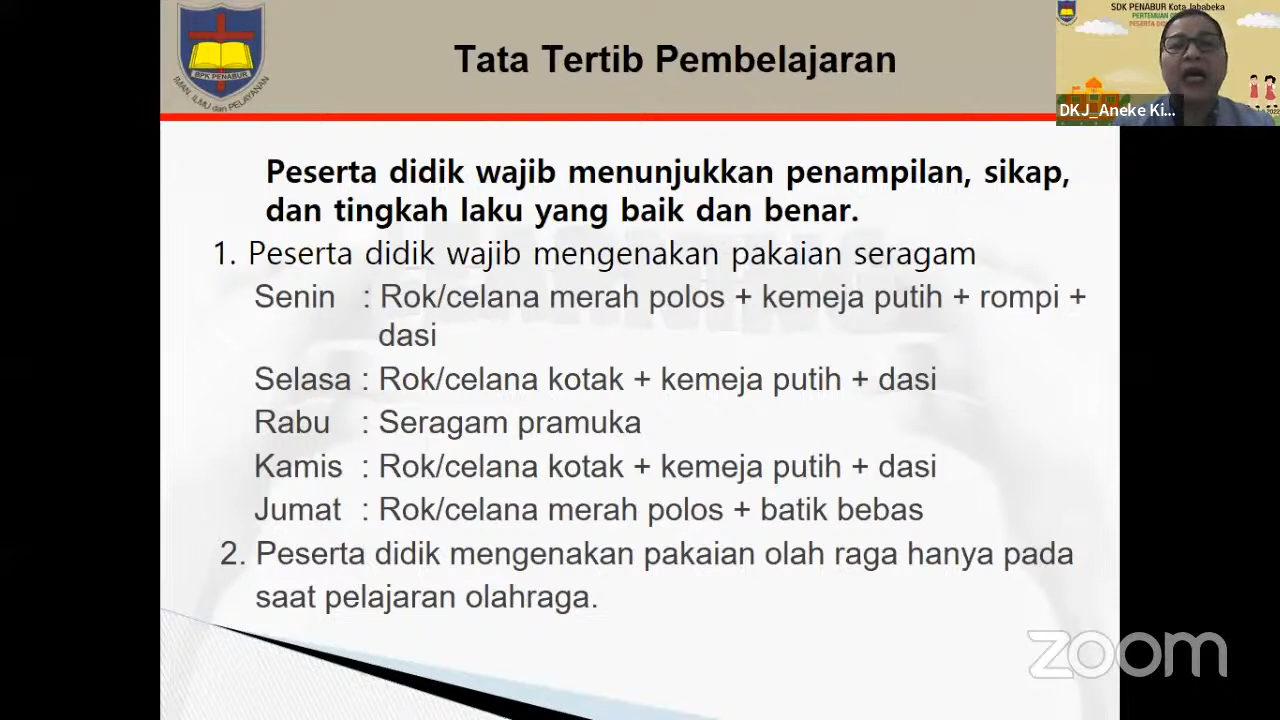 BPK PENABUR
IMAN, ILMU dan PELAYANAN
Tata Tertib Pembelajaran
SDK PENABUR Kota Jababeka
DKJ_Aneke Ki...
Peserta didik wajib menunjukkan penampilan, sikap,
dan tingkah laku yang baik dan benar.
1. Peserta didik wajib mengenakan pakaian seragam
Senin : Rok/celana merah polos + kemeja putih + rompi +
dasi
Selasa : Rok/celana kotak + kemeja putih + dasi
Rabu : Seragam pramuka
Kamis : Rok/celana kotak + kemeja putih + dasi
Jumat : Rok/celana merah polos + batik bebas
2. Peserta didik mengenakan pakaian olah raga hanya pada
saat pelajaran olahraga.
zoom